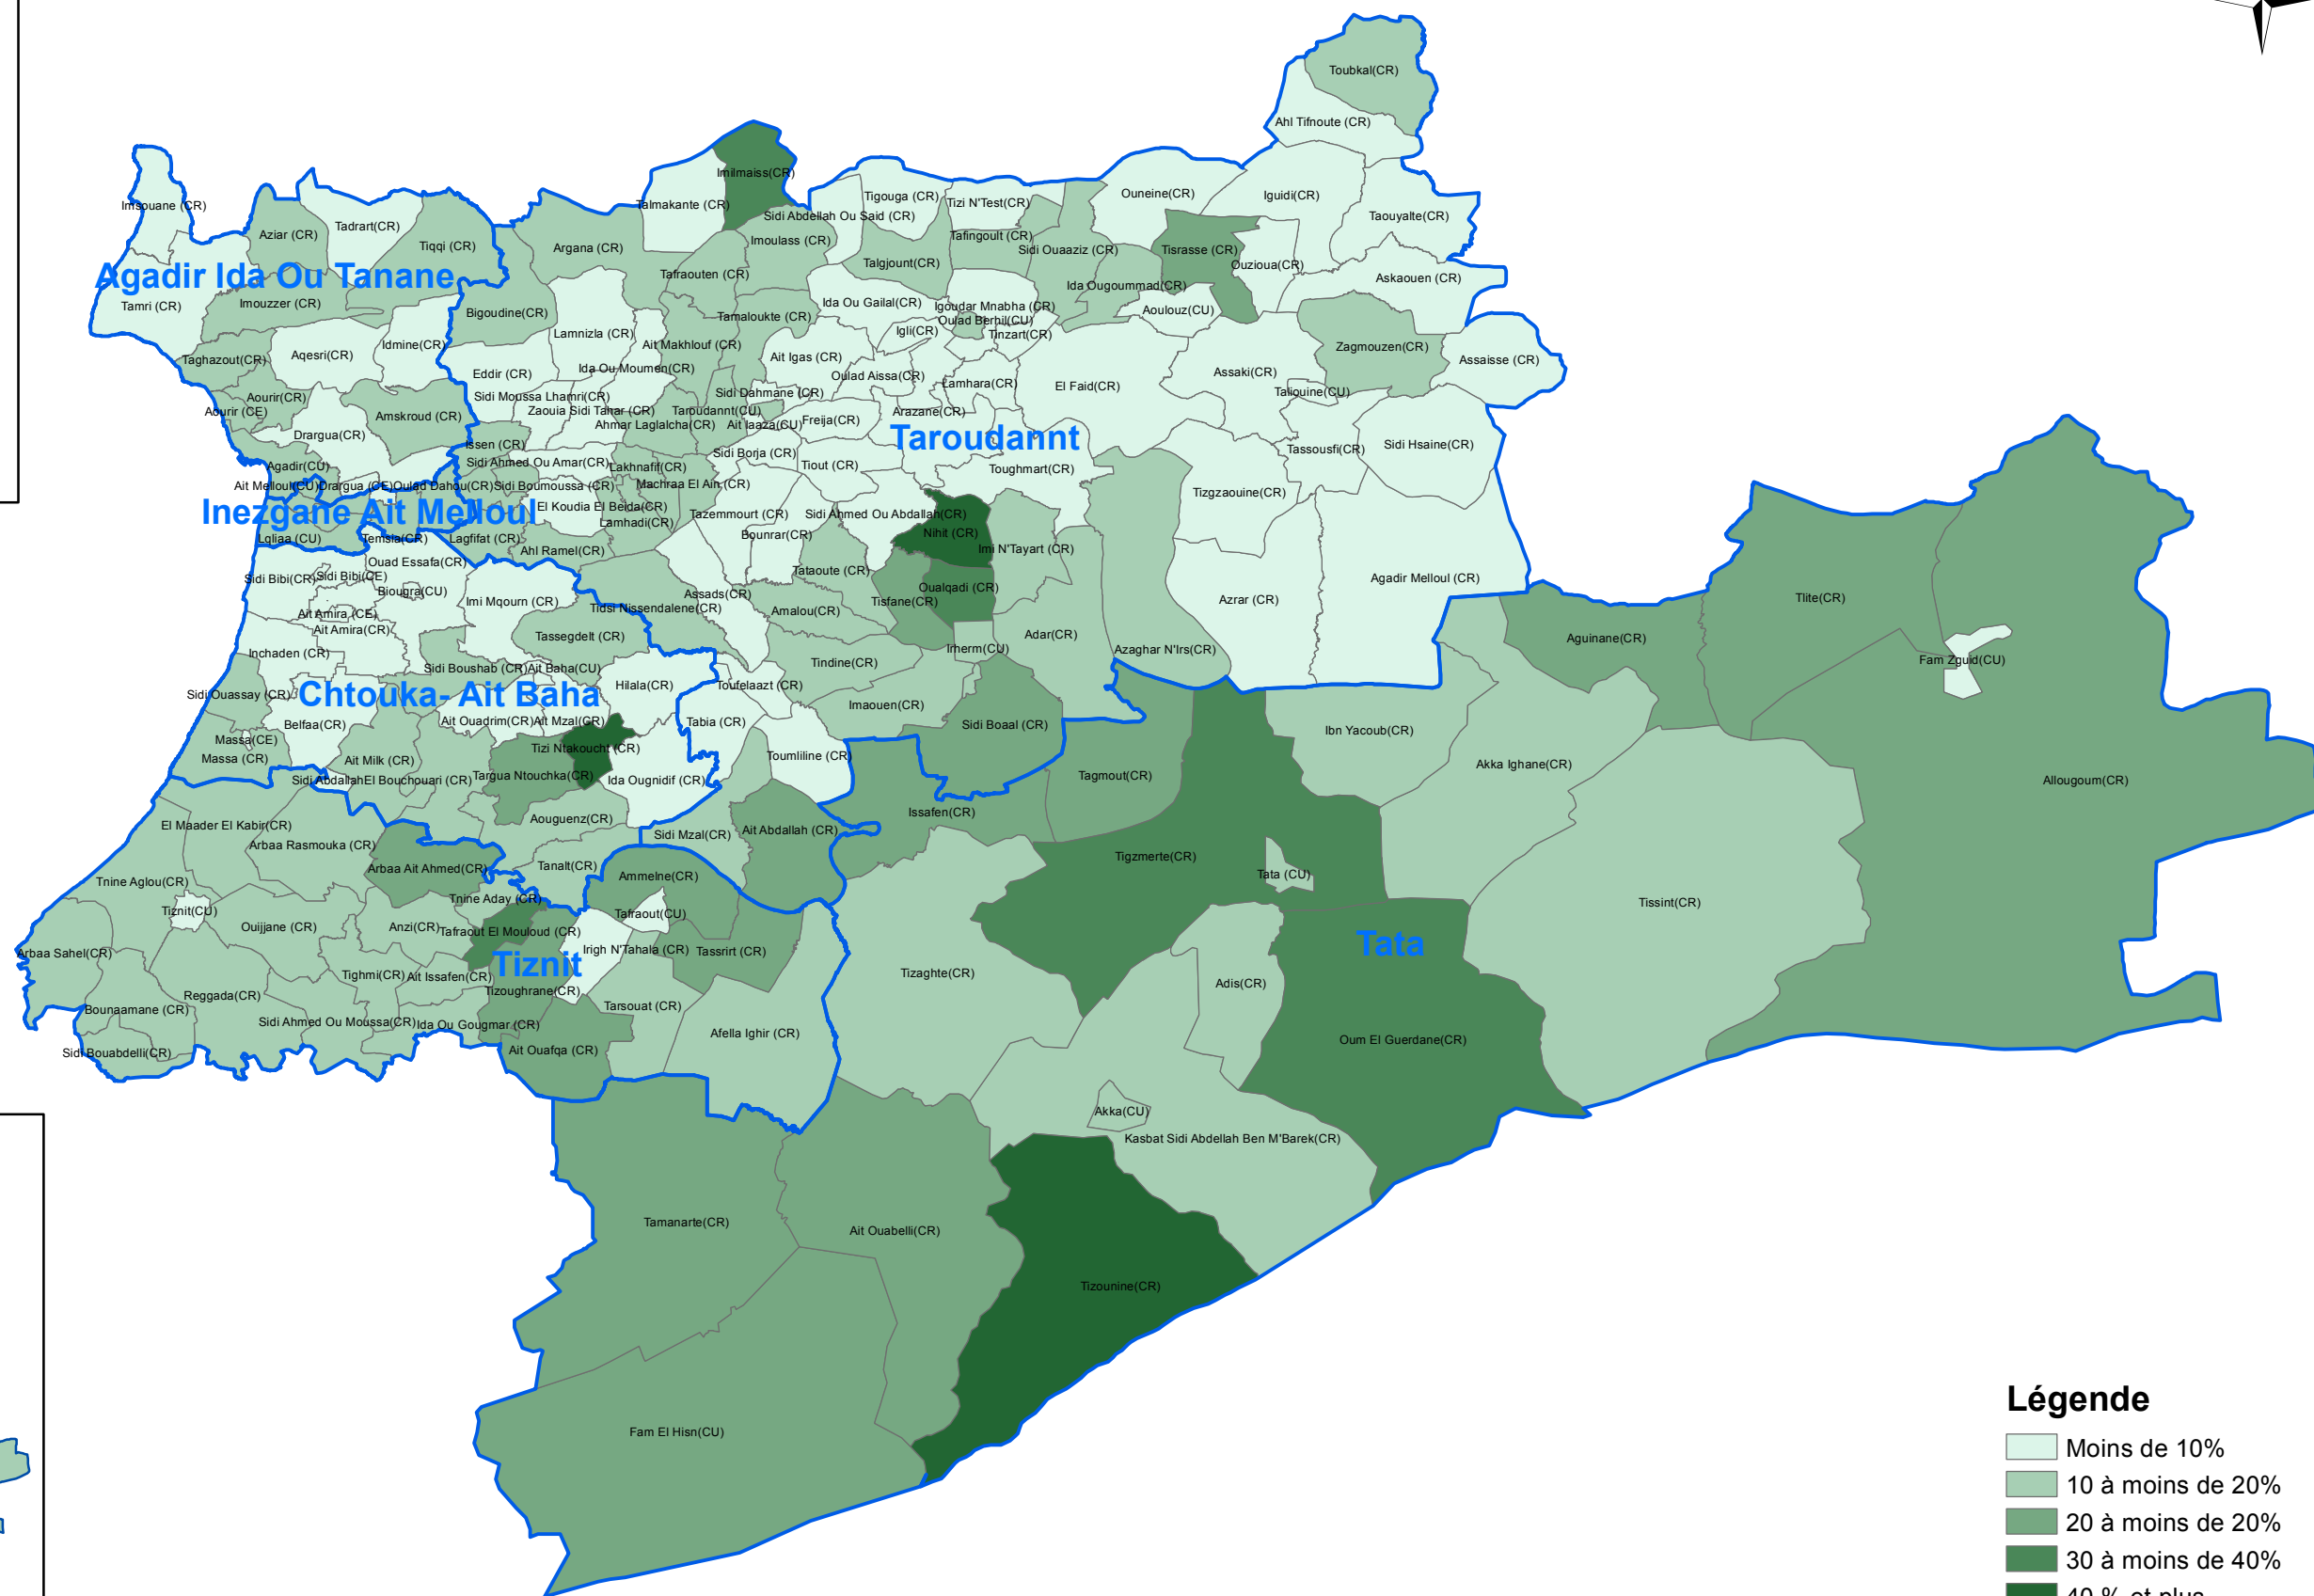 Toubkal(CR)
Ahl Tifnoute (CR)
Imilmaiss(CR)
Talmakante (CR)
Tigouga (CR)
Tizi N'Test(CR)
Ouneine(CR)
Iguidi(CR)
Imsouane (CR)
Sidi Abdellah Ou Said (CR)
Taouyalte(CR)
Aziar (CR)
Tadrart(CR)
Tiqqi (CR)
Argana (CR)
Imoulass (CR)
Tafingoult (CR)
Sidi Ouaaziz (CR)
Tisrasse (CR)
Agadir Ida Ou Tanane
Tafraouten (CR)
Talgjount(CR)
Ouzioua(CR)
Askaouen (CR)
Tamri (CR)
Imouzzer (CR)
Bigoudine(CR)
Tamaloukte (CR)
Ida Ou Gailal(CR)
Igoudar Mnabha (CR)
Ida Ougoummad(CR)
Aoulouz(CU)
Oulad Berhil(CU)
Lamnizla (CR)
Igli(CR)
Tinzart(CR)
Taghazout(CR)
Aqesri(CR)
Idmine(CR)
Ait Makhlouf (CR)
Ait Igas (CR)
Zagmouzen(CR)
Assaisse (CR)
Eddir (CR)
Ida Ou Moumen(CR)
Oulad Aissa(CR)
Lamhara(CR)
El Faid(CR)
Assaki(CR)
Taliouine(CU)
Aourir(CR)
Aourir (CE)
Amskroud (CR)
Sidi Moussa Lhamri(CR)
Sidi Dahmane (CR)
Zaouia Sidi Tahar (CR)
Taroudannt(CU)
Arazane(CR)
Ahmar Laglalcha(CR)
Ait Iaaza(CU)
Freija(CR)
Drargua(CR)
Issen (CR)
Taroudannt
Sidi Borja (CR)
Tassousfi(CR)
Sidi Hsaine(CR)
Agadir(CU)
Sidi Ahmed Ou Amar(CR)
Lakhnafif(CR)
Tiout (CR)
Toughmart(CR)
Ait Melloul(CU)
Drargua (CE)
Oulad Dahou(CR)
Sidi Boumoussa (CR)
Machraa El Ain (CR)
Tizgzaouine(CR)
Inezgane Ait Melloul
El Koudia El Beida(CR)
Lamhadi(CR)
Tazemmourt (CR)
Sidi Ahmed Ou Abdallah(CR)
Nihit (CR)
Bounrar(CR)
Lqliaa (CU)
Temsia(CR)
Lagfifat (CR)
Ahl Ramel(CR)
Imi N'Tayart (CR)
Ouad Essafa(CR)
Tataoute (CR)
Sidi Bibi(CR)
Sidi Bibi(CE)
Biougra(CU)
Oualqadi (CR)
Agadir Melloul (CR)
Imi Mqourn (CR)
Assads(CR)
Tisfane(CR)
Azrar (CR)
Tlite(CR)
Tidsi Nissendalene(CR)
Amalou(CR)
Ait Amira (CE)
Ait Amira(CR)
Tassegdelt (CR)
Adar(CR)
Aguinane(CR)
Inchaden (CR)
Irherm(CU)
Azaghar N'Irs(CR)
Fam Zguid(CU)
Sidi Boushab (CR)
Ait Baha(CU)
Tindine(CR)
Sidi Ouassay (CR)
Chtouka- Ait Baha
Hilala(CR)
Toufelaazt (CR)
Imaouen(CR)
Belfaa(CR)
Ait Ouadrim(CR)
Ait Mzal(CR)
Tabia (CR)
Sidi Boaal (CR)
Ibn Yacoub(CR)
Massa(CE)
Massa (CR)
Ait Milk (CR)
Tizi Ntakoucht (CR)
Toumliline (CR)
Akka Ighane(CR)
Sidi Abdallah El Bouchouari (CR)
Targua Ntouchka(CR)
Ida Ougnidif (CR)
Tagmout(CR)
Allougoum(CR)
Issafen(CR)
El Maader El Kabir(CR)
Aouguenz(CR)
Sidi Mzal(CR)
Ait Abdallah (CR)
Arbaa Rasmouka (CR)
Tigzmerte(CR)
Arbaa Ait Ahmed(CR)
Tanalt(CR)
Ammelne(CR)
Tata (CU)
Tnine Aglou(CR)
Tnine Aday (CR)
Tissint(CR)
Tiznit(CU)
Tafraout(CU)
Ouijjane (CR)
Anzi(CR)
Tafraout El Mouloud (CR)
Irigh N'Tahala (CR)
Tassrirt (CR)
Tata
Arbaa Sahel(CR)
Tiznit
Tighmi(CR)
Ait Issafen(CR)
Tizaghte(CR)
Adis(CR)
Reggada(CR)
Tizoughrane(CR)
Bounaamane (CR)
Tarsouat (CR)
Sidi Ahmed Ou Moussa(CR)
Ida Ou Gougmar (CR)
Afella Ighir (CR)
Oum El Guerdane(CR)
Sidi Bouabdelli(CR)
Ait Ouafqa (CR)
Akka(CU)
Kasbat Sidi Abdellah Ben M'Barek(CR)
Tamanarte(CR)
Ait Ouabelli(CR)
Tizounine(CR)
Fam El Hisn(CU)
Légende
Moins de 10%
10 à moins de 20%
20 à moins de 20%
30 à moins de 40%
40 % et plus